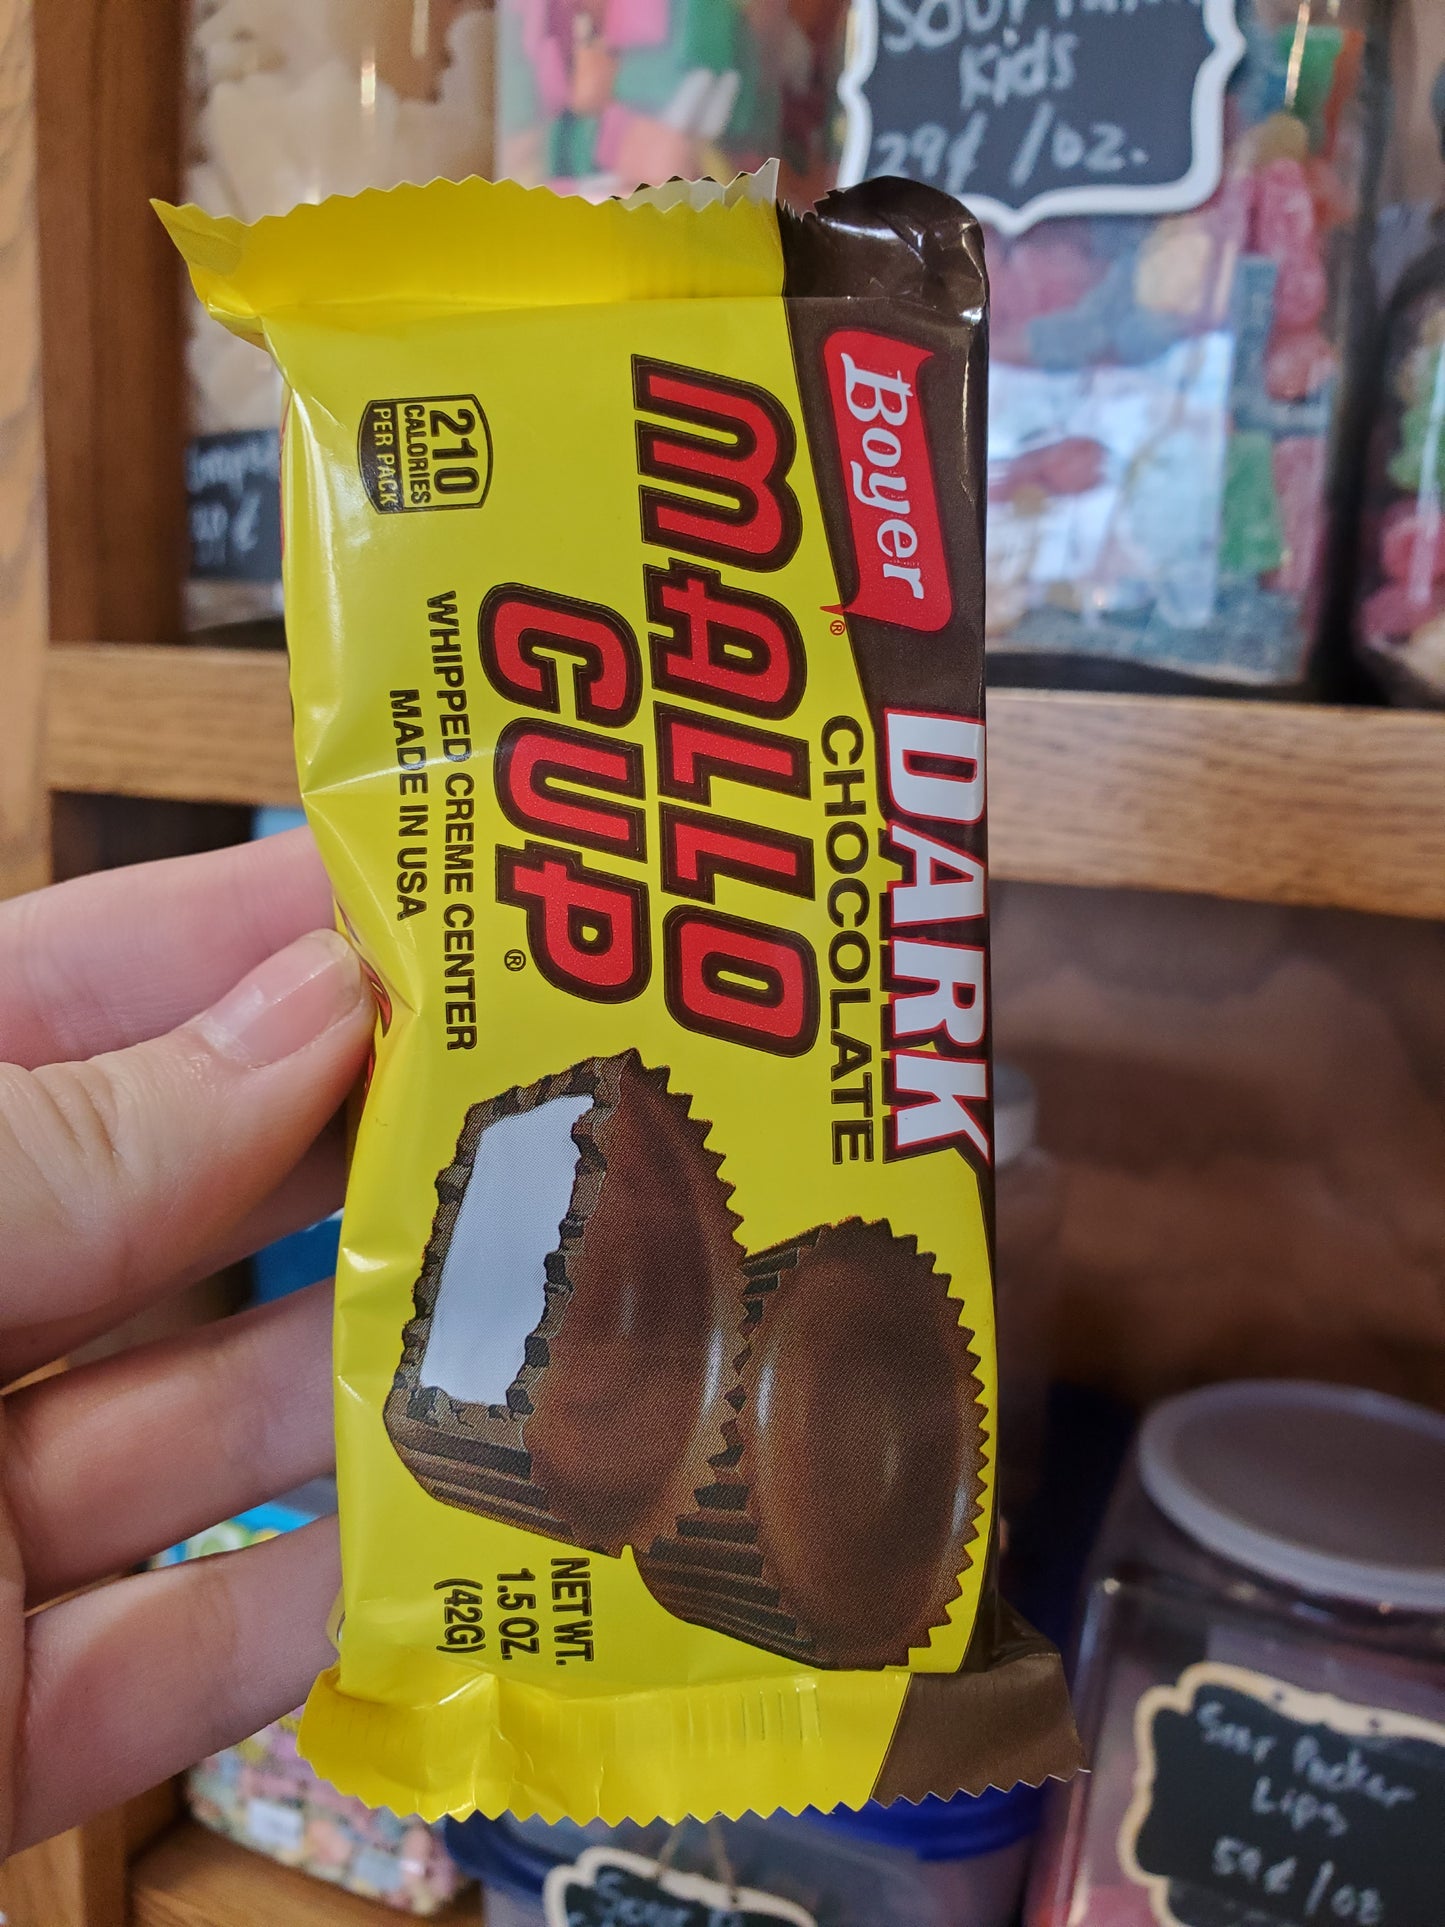 Boyer
®
DARK
CHOCOLATE
MALLO
CUP
®
WHIPPED CREME CENTER
MADE IN USA
210
CALORIES
PER PACK
NET WT.
1.5 OZ.
(42G)
Kids
29¢ /oz.
Sour Pucker
Lips
59¢ / oz
Sour